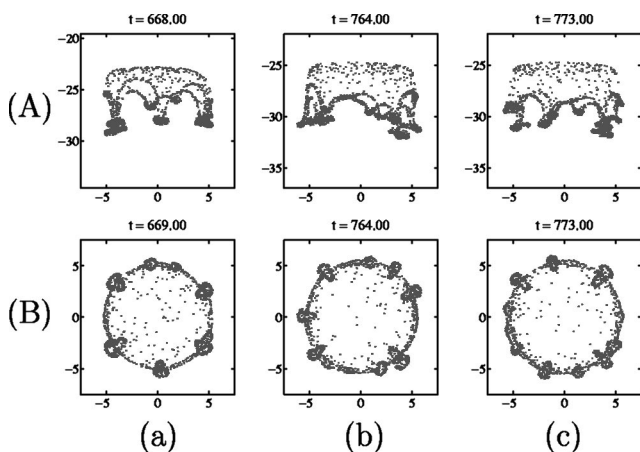 t = 668.00 t = 764.00 t = 773.00
−20 −20 −20
−25 −25 −25
(A)
−30 −30 −30
−35 −35
−5 0 5 −5 0 5 −5 0 5
t = 669.00 t = 764.00 t = 773.00
5 5 5
(B) 0 0 0
−5 −5 −5
−5 0 5 −5 0 5 −5 0 5
(a) (b) (c)